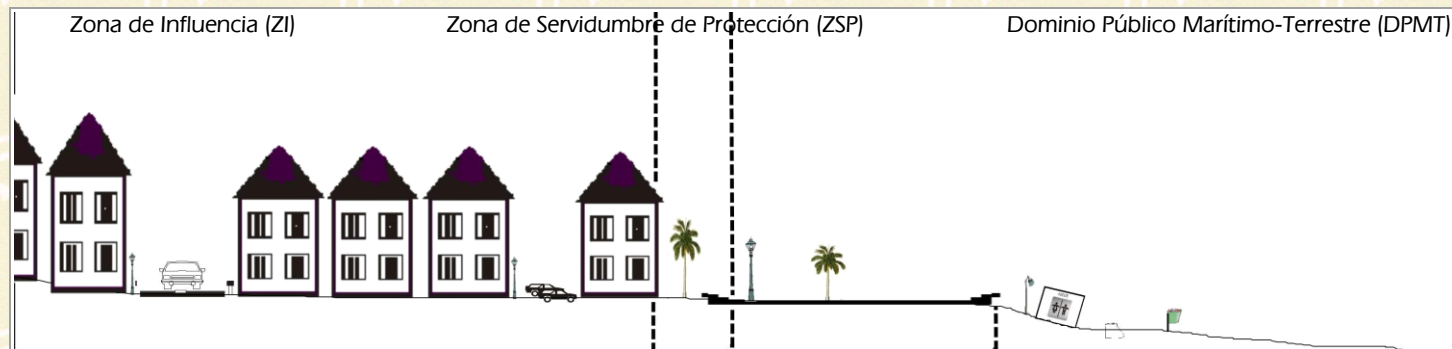 Zona de Influencia (ZI) Zona de Servidumbre de Protección (ZSP) Dominio Público Marítimo-Terrestre (DPMT)